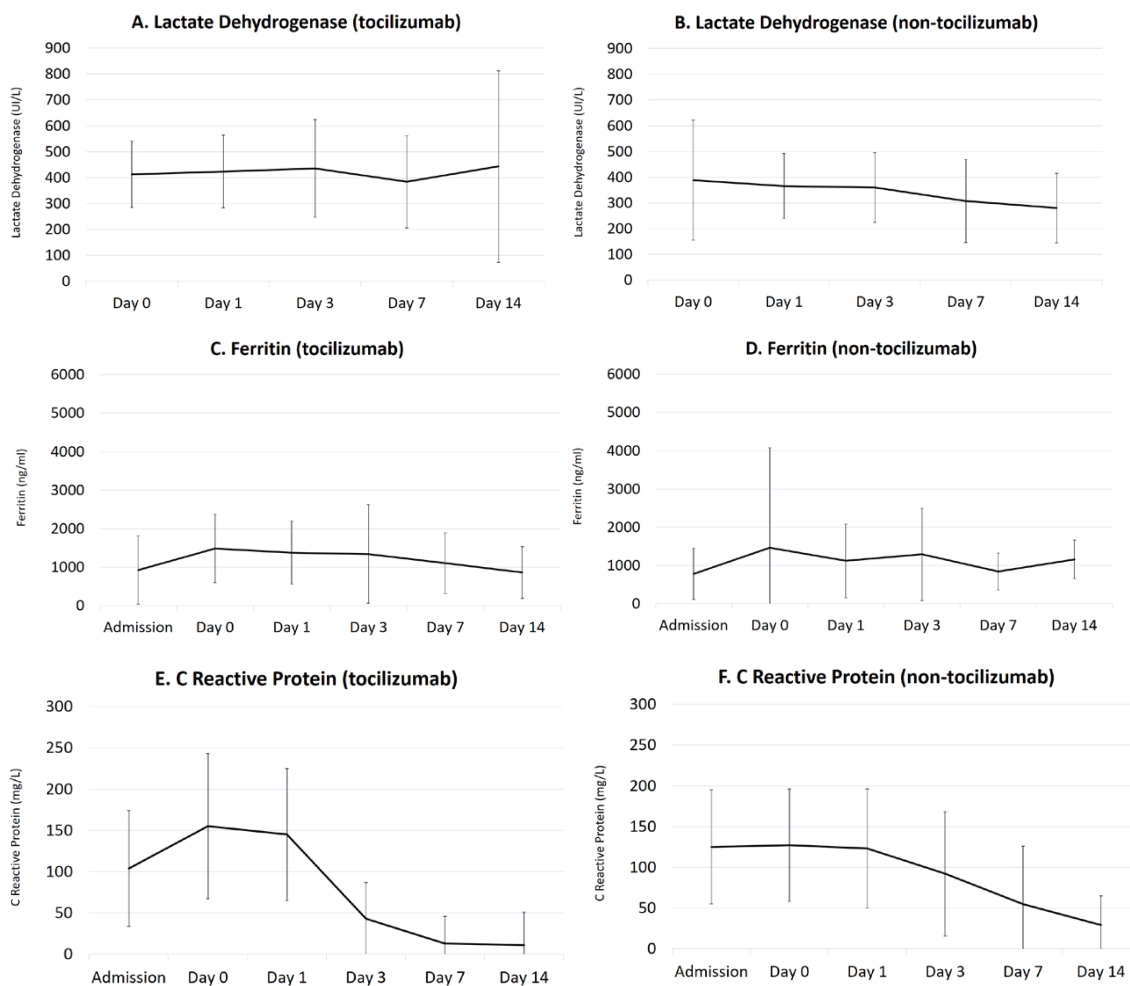 A. Lactate Dehydrogenase (tocilizumab)
900
800
700
600
500
400
300
200
100
0
Lactate Dehydrogenase (UI/L)
Day 0 Day 1 Day 3 Day 7 Day 14
B. Lactate Dehydrogenase (non-tocilizumab)
900
800
700
600
500
400
300
200
100
0
Lactate Dehydrogenase (UI/L)
Day 0 Day 1 Day 3 Day 7 Day 14
C. Ferritin (tocilizumab)
6000
5000
4000
3000
2000
1000
0
Ferritin (ng/ml)
Admission Day 0 Day 1 Day 3 Day 7 Day 14
D. Ferritin (non-tocilizumab)
6000
5000
4000
3000
2000
1000
0
Ferritin (ng/ml)
Admission Day 0 Day 1 Day 3 Day 7 Day 14
E. C Reactive Protein (tocilizumab)
300
250
200
150
100
50
0
C Reactive Protein (mg/L)
Admission Day 0 Day 1 Day 3 Day 7 Day 14
F. C Reactive Protein (non-tocilizumab)
300
250
200
150
100
50
0
C Reactive Protein (mg/L)
Admission Day 0 Day 1 Day 3 Day 7 Day 14